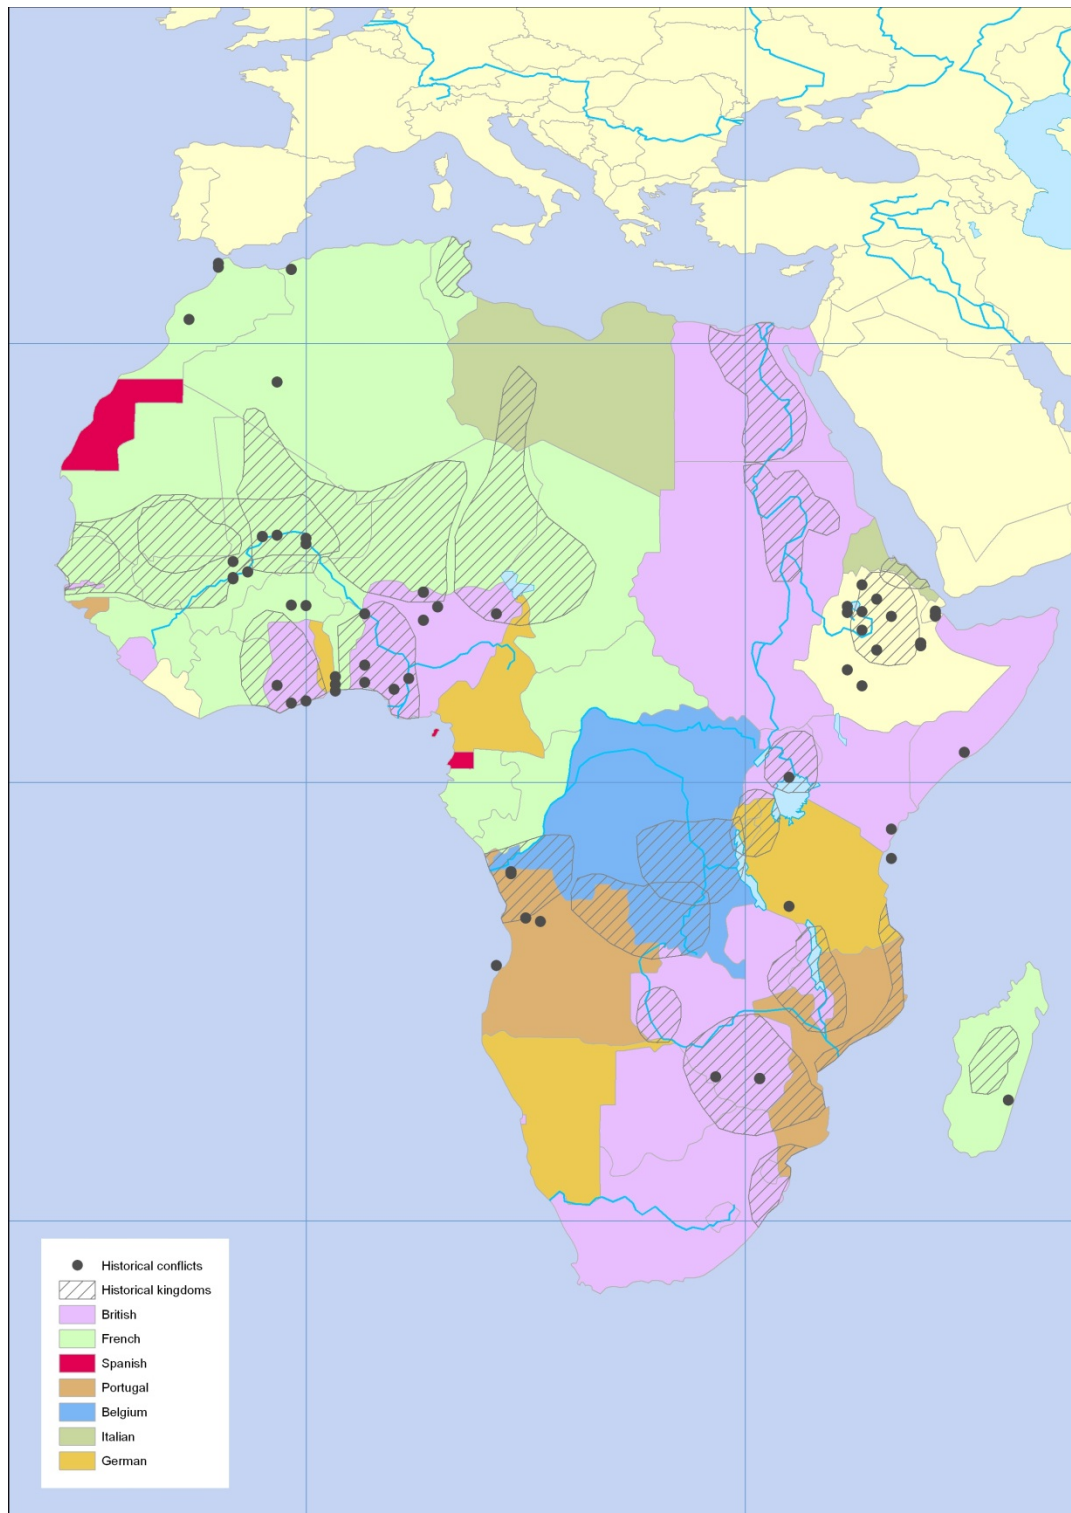 Historical conflicts
Historical kingdoms
British
French
Spanish
Portugal
Belgium
Italian
German